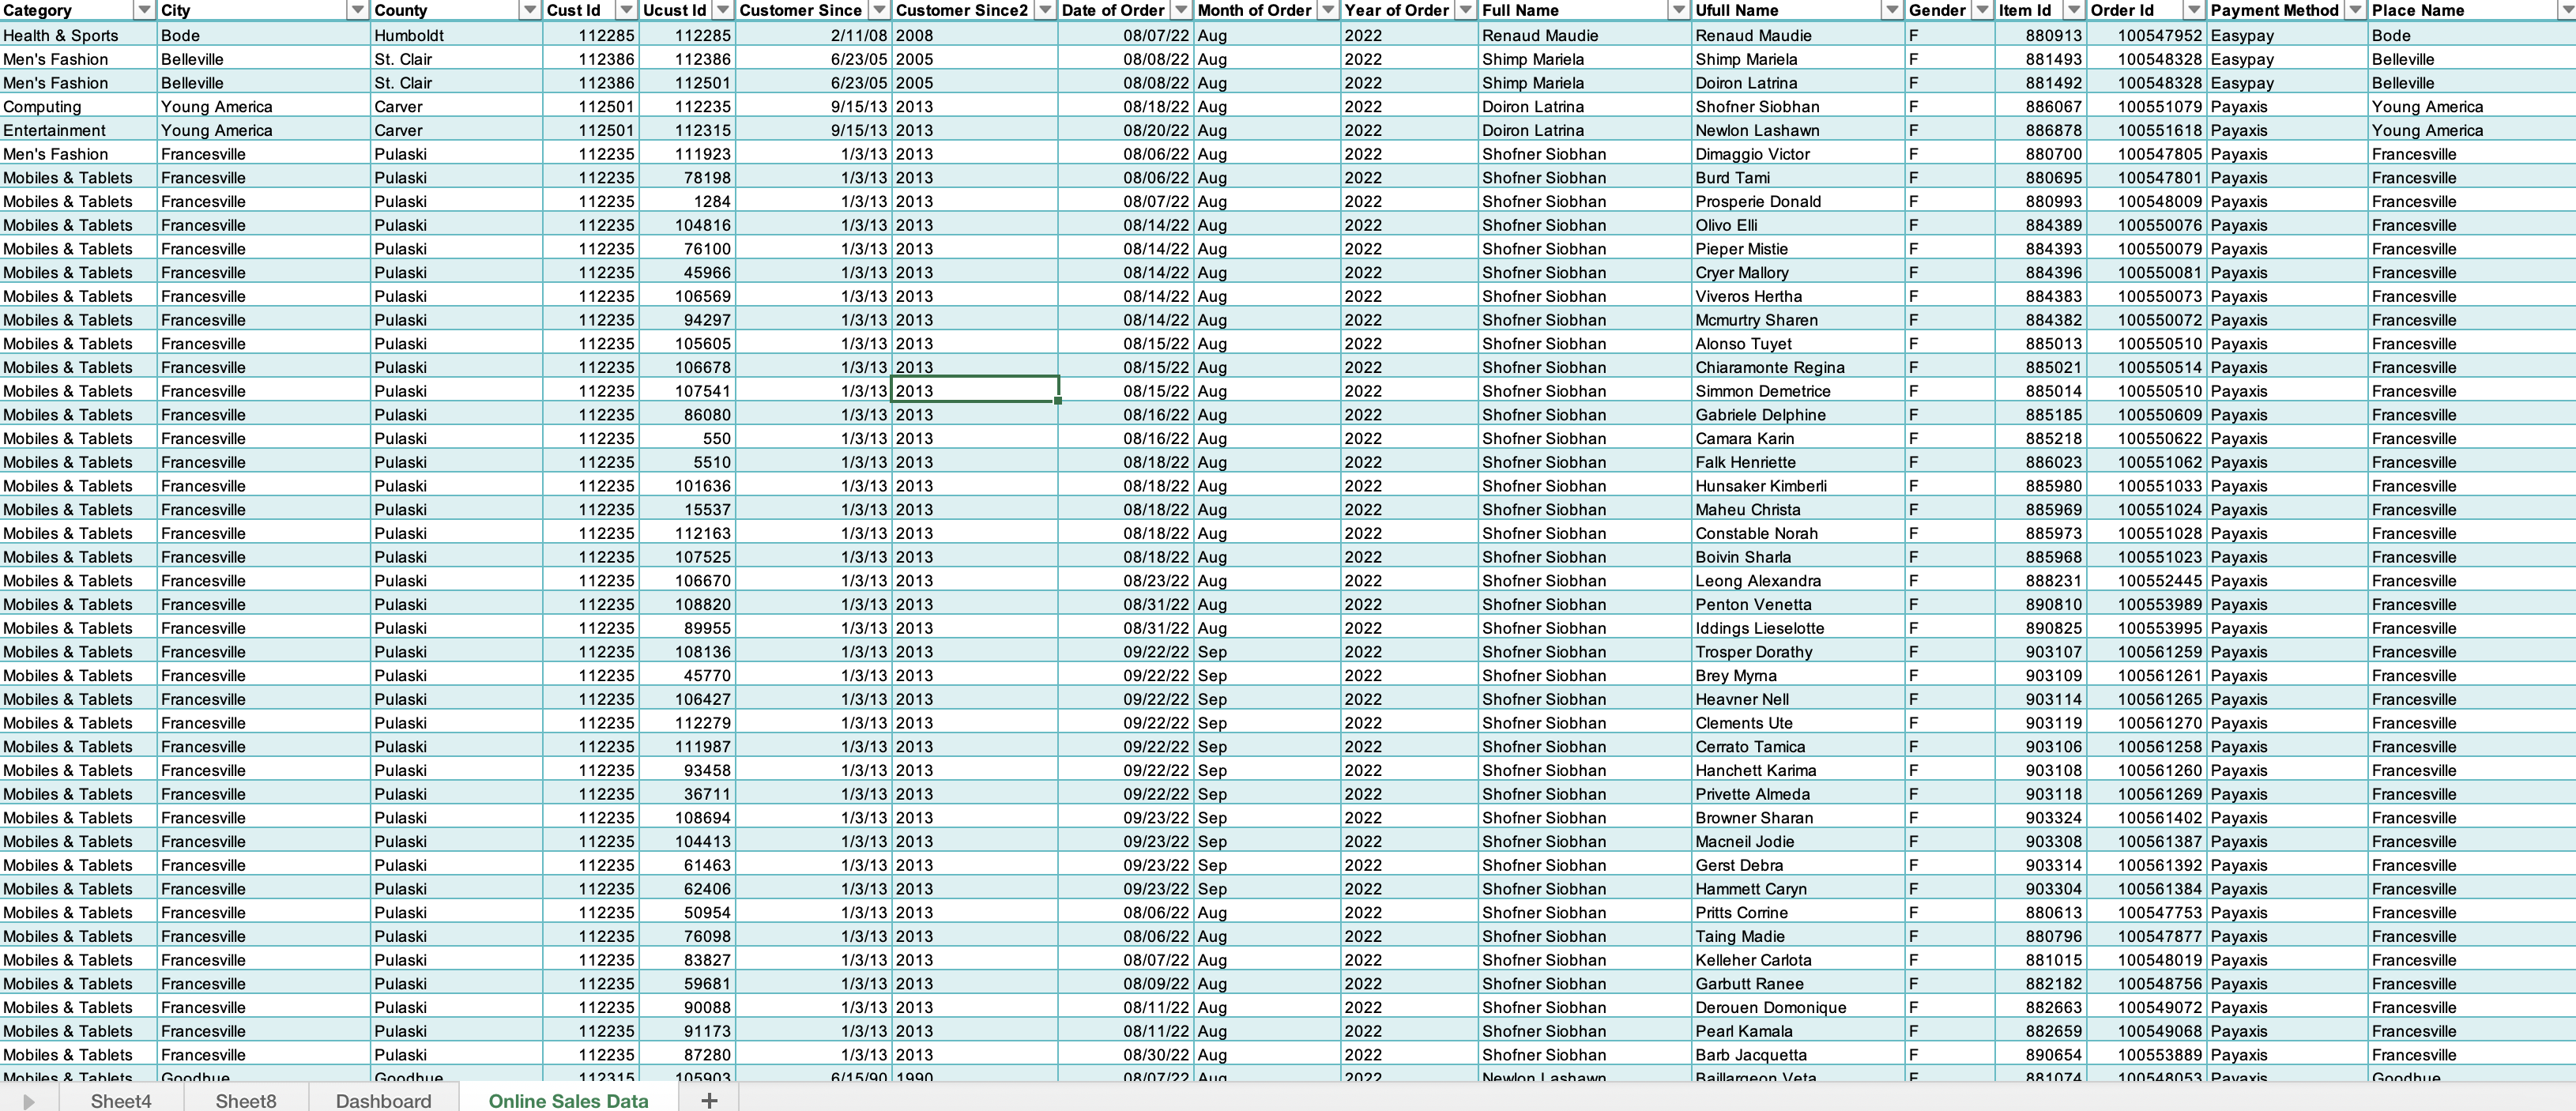 Category City County Cust Id Ucust Id Customer Since Customer Since2 Date of Order Month of Order Year of Order Full Name Ufull Name Gender Item Id Order Id Payment Method Place Name
Health & Sports Bode Humboldt 112285 112285 2/11/08 2008 08/07/22 Aug 2022 Renaud Maudie Renaud Maudie F 880913 100547952 Easypay Bode
Men's Fashion Belleville St. Clair 112386 112386 6/23/05 2005 08/08/22 Aug 2022 Shimp Mariela Shimp Mariela F 881493 100548328 Easypay Belleville
Men's Fashion Belleville St. Clair 112386 112501 6/23/05 2005 08/08/22 Aug 2022 Shimp Mariela Doiron Latrina F 881492 100548328 Easypay Belleville
Computing Young America Carver 112501 112235 9/15/13 2013 08/18/22 Aug 2022 Doiron Latrina Shofner Siobhan F 886067 100551079 Payaxis Young America
Entertainment Young America Carver 112501 112315 9/15/13 2013 08/20/22 Aug 2022 Doiron Latrina Newlon Lashawn F 886878 100551618 Payaxis Young America
Men's Fashion Francesville Pulaski 112235 111923 1/3/13 2013 08/06/22 Aug 2022 Shofner Siobhan Dimaggio Victor F 880700 100547805 Payaxis Francesville
Mobiles & Tablets Francesville Pulaski 112235 78198 1/3/13 2013 08/06/22 Aug 2022 Shofner Siobhan Burd Tami F 880695 100547801 Payaxis Francesville
Mobiles & Tablets Francesville Pulaski 112235 1284 1/3/13 2013 08/07/22 Aug 2022 Shofner Siobhan Prosperie Donald F 880993 100548009 Payaxis Francesville
Mobiles & Tablets Francesville Pulaski 112235 104816 1/3/13 2013 08/14/22 Aug 2022 Shofner Siobhan Olivo Elli F 884389 100550076 Payaxis Francesville
Mobiles & Tablets Francesville Pulaski 112235 76100 1/3/13 2013 08/14/22 Aug 2022 Shofner Siobhan Pieper Mistie F 884393 100550079 Payaxis Francesville
Mobiles & Tablets Francesville Pulaski 112235 45966 1/3/13 2013 08/14/22 Aug 2022 Shofner Siobhan Cryer Mallory F 884396 100550081 Payaxis Francesville
Mobiles & Tablets Francesville Pulaski 112235 106569 1/3/13 2013 08/14/22 Aug 2022 Shofner Siobhan Viveros Hertha F 884383 100550073 Payaxis Francesville
Mobiles & Tablets Francesville Pulaski 112235 94297 1/3/13 2013 08/14/22 Aug 2022 Shofner Siobhan Mcmurtry Sharen F 884382 100550072 Payaxis Francesville
Mobiles & Tablets Francesville Pulaski 112235 105605 1/3/13 2013 08/15/22 Aug 2022 Shofner Siobhan Alonso Tuyet F 885013 100550510 Payaxis Francesville
Mobiles & Tablets Francesville Pulaski 112235 106678 1/3/13 2013 08/15/22 Aug 2022 Shofner Siobhan Chiaramonte Regina F 885021 100550514 Payaxis Francesville
Mobiles & Tablets Francesville Pulaski 112235 107541 1/3/13 2013 08/15/22 Aug 2022 Shofner Siobhan Simmon Demetrice F 885014 100550510 Payaxis Francesville
Mobiles & Tablets Francesville Pulaski 112235 86080 1/3/13 2013 08/16/22 Aug 2022 Shofner Siobhan Gabriele Delphine F 885185 100550609 Payaxis Francesville
Mobiles & Tablets Francesville Pulaski 112235 550 1/3/13 2013 08/16/22 Aug 2022 Shofner Siobhan Camara Karin F 885218 100550622 Payaxis Francesville
Mobiles & Tablets Francesville Pulaski 112235 5510 1/3/13 2013 08/18/22 Aug 2022 Shofner Siobhan Falk Henriette F 886023 100551062 Payaxis Francesville
Mobiles & Tablets Francesville Pulaski 112235 101636 1/3/13 2013 08/18/22 Aug 2022 Shofner Siobhan Hunsaker Kimberli F 885980 100551033 Payaxis Francesville
Mobiles & Tablets Francesville Pulaski 112235 15537 1/3/13 2013 08/18/22 Aug 2022 Shofner Siobhan Maheu Christa F 885969 100551024 Payaxis Francesville
Mobiles & Tablets Francesville Pulaski 112235 112163 1/3/13 2013 08/18/22 Aug 2022 Shofner Siobhan Constable Norah F 885973 100551028 Payaxis Francesville
Mobiles & Tablets Francesville Pulaski 112235 107525 1/3/13 2013 08/18/22 Aug 2022 Shofner Siobhan Boivin Sharla F 885968 100551023 Payaxis Francesville
Mobiles & Tablets Francesville Pulaski 112235 106670 1/3/13 2013 08/23/22 Aug 2022 Shofner Siobhan Leong Alexandra F 888231 100552445 Payaxis Francesville
Mobiles & Tablets Francesville Pulaski 112235 108820 1/3/13 2013 08/31/22 Aug 2022 Shofner Siobhan Penton Venetta F 890810 100553989 Payaxis Francesville
Mobiles & Tablets Francesville Pulaski 112235 89955 1/3/13 2013 08/31/22 Aug 2022 Shofner Siobhan Iddings Lieselotte F 890825 100553995 Payaxis Francesville
Mobiles & Tablets Francesville Pulaski 112235 108136 1/3/13 2013 09/22/22 Sep 2022 Shofner Siobhan Trosper Dorathy F 903107 100561259 Payaxis Francesville
Mobiles & Tablets Francesville Pulaski 112235 45770 1/3/13 2013 09/22/22 Sep 2022 Shofner Siobhan Brey Myrna F 903109 100561261 Payaxis Francesville
Mobiles & Tablets Francesville Pulaski 112235 106427 1/3/13 2013 09/22/22 Sep 2022 Shofner Siobhan Heavner Nell F 903114 100561265 Payaxis Francesville
Mobiles & Tablets Francesville Pulaski 112235 112279 1/3/13 2013 09/22/22 Sep 2022 Shofner Siobhan Clements Ute F 903119 100561270 Payaxis Francesville
Mobiles & Tablets Francesville Pulaski 112235 111987 1/3/13 2013 09/22/22 Sep 2022 Shofner Siobhan Cerrato Tamica F 903106 100561258 Payaxis Francesville
Mobiles & Tablets Francesville Pulaski 112235 93458 1/3/13 2013 09/22/22 Sep 2022 Shofner Siobhan Hanchett Karima F 903108 100561260 Payaxis Francesville
Mobiles & Tablets Francesville Pulaski 112235 36711 1/3/13 2013 09/22/22 Sep 2022 Shofner Siobhan Privette Almeda F 903118 100561269 Payaxis Francesville
Mobiles & Tablets Francesville Pulaski 112235 108694 1/3/13 2013 09/23/22 Sep 2022 Shofner Siobhan Browner Sharan F 903324 100561402 Payaxis Francesville
Mobiles & Tablets Francesville Pulaski 112235 104413 1/3/13 2013 09/23/22 Sep 2022 Shofner Siobhan Macneil Jodie F 903308 100561387 Payaxis Francesville
Mobiles & Tablets Francesville Pulaski 112235 61463 1/3/13 2013 09/23/22 Sep 2022 Shofner Siobhan Gerst Debra F 903314 100561392 Payaxis Francesville
Mobiles & Tablets Francesville Pulaski 112235 62406 1/3/13 2013 09/23/22 Sep 2022 Shofner Siobhan Hammett Caryn F 903304 100561384 Payaxis Francesville
Mobiles & Tablets Francesville Pulaski 112235 50954 1/3/13 2013 08/06/22 Aug 2022 Shofner Siobhan Pritts Corrine F 880613 100547753 Payaxis Francesville
Mobiles & Tablets Francesville Pulaski 112235 76098 1/3/13 2013 08/06/22 Aug 2022 Shofner Siobhan Taing Madie F 880796 100547877 Payaxis Francesville
Mobiles & Tablets Francesville Pulaski 112235 83827 1/3/13 2013 08/07/22 Aug 2022 Shofner Siobhan Kelleher Carlota F 881015 100548019 Payaxis Francesville
Mobiles & Tablets Francesville Pulaski 112235 59681 1/3/13 2013 08/09/22 Aug 2022 Shofner Siobhan Garbutt Ranee F 882182 100548756 Payaxis Francesville
Mobiles & Tablets Francesville Pulaski 112235 90088 1/3/13 2013 08/11/22 Aug 2022 Shofner Siobhan Derouen Domonique F 882663 100549072 Payaxis Francesville
Mobiles & Tablets Francesville Pulaski 112235 91173 1/3/13 2013 08/11/22 Aug 2022 Shofner Siobhan Pearl Kamala F 882659 100549068 Payaxis Francesville
Mobiles & Tablets Francesville Pulaski 112235 87280 1/3/13 2013 08/30/22 Aug 2022 Shofner Siobhan Barb Jacquetta F 890654 100553889 Payaxis Francesville
Mobiles & Tablets Goodhue Goodhue 112315 105903 6/15/90 1990 08/07/22 Aug 2022 Newlon Lashawn Baillargeon Veta F 881074 100548053 Payaxis Goodhue
Sheet4 Sheet8 Dashboard Online Sales Data +